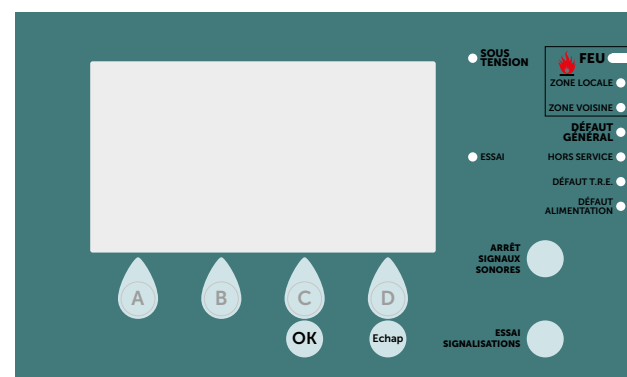 SOUS
TENSION
FEU
ZONE LOCALE
ZONE VOISINE
DÉFAUT
GÉNÉRAL
ESSAI
HORS SERVICE
DÉFAUT T.R.E.
DÉFAUT
ALIMENTATION
ARRÊT
SIGNAUX
SONORES
A B C D
OK Echap
ESSAI
SIGNALISATIONS